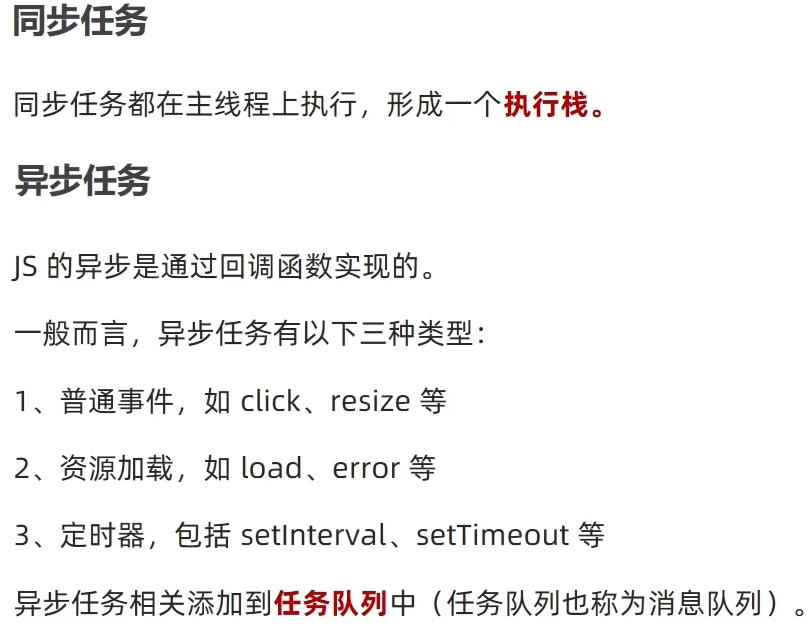 同步任务
同步任务都在主线程上执行，形成一个执行栈。
异步任务
JS 的异步是通过回调函数实现的。
一般而言，异步任务有以下三种类型：
1、普通事件，如 click、resize 等
2、资源加载，如 load、error 等
3、定时器，包括 setInterval、setTimeout 等
异步任务相关添加到任务队列中（任务队列也称为消息队列）。